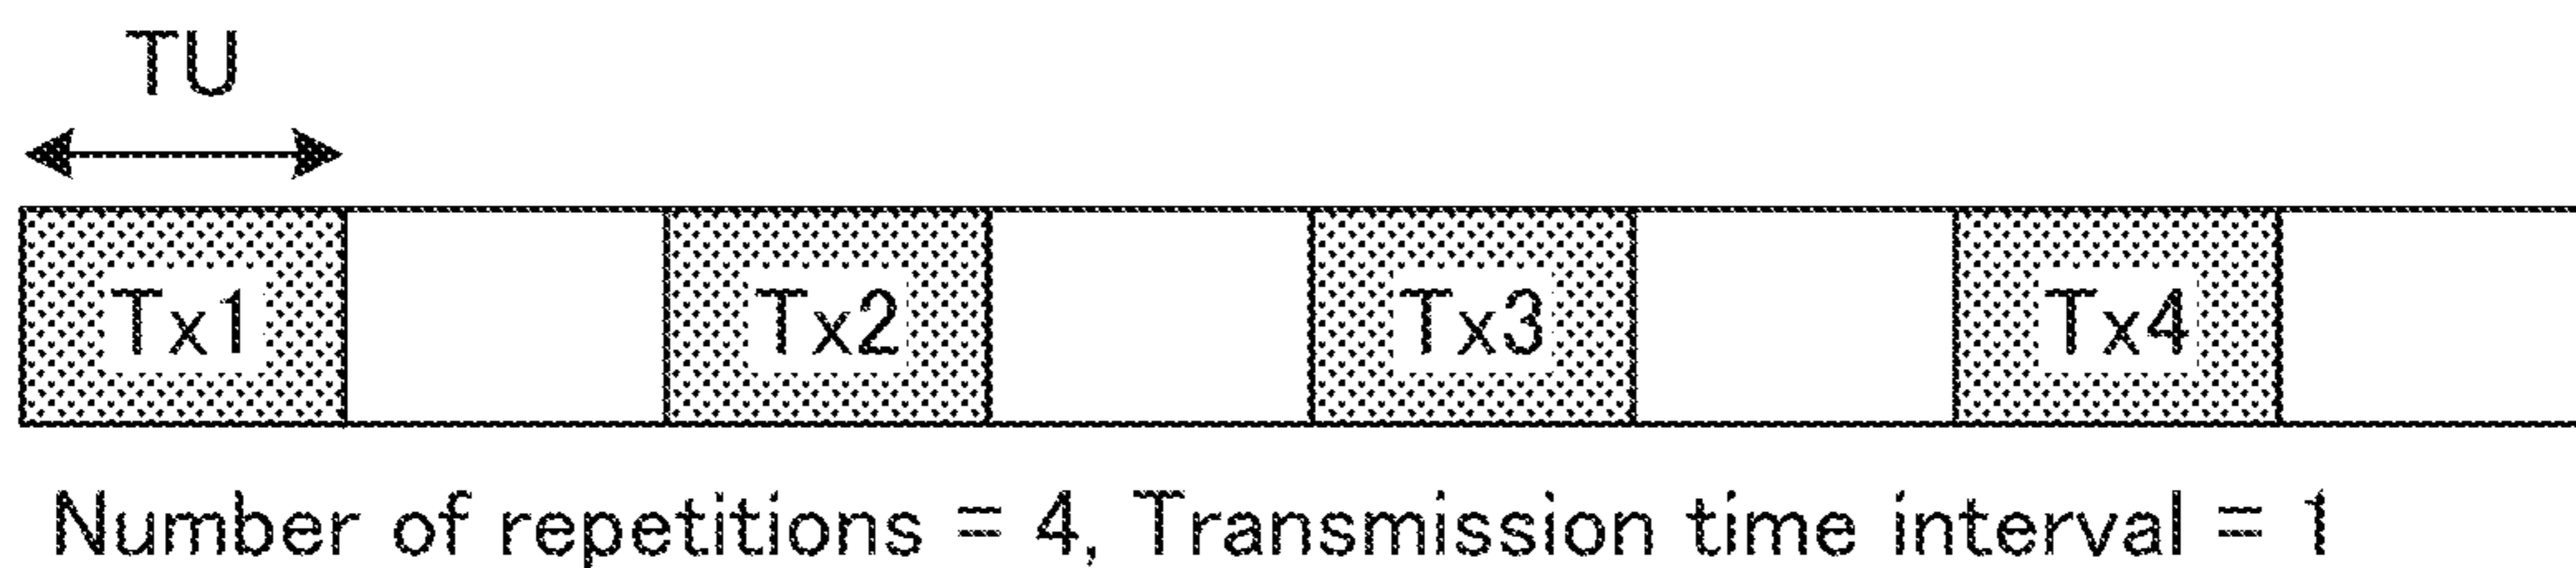 TU
Tx1 Tx2 Tx3 Tx4
Number of repetitions = 4, Transmission time interval = 1